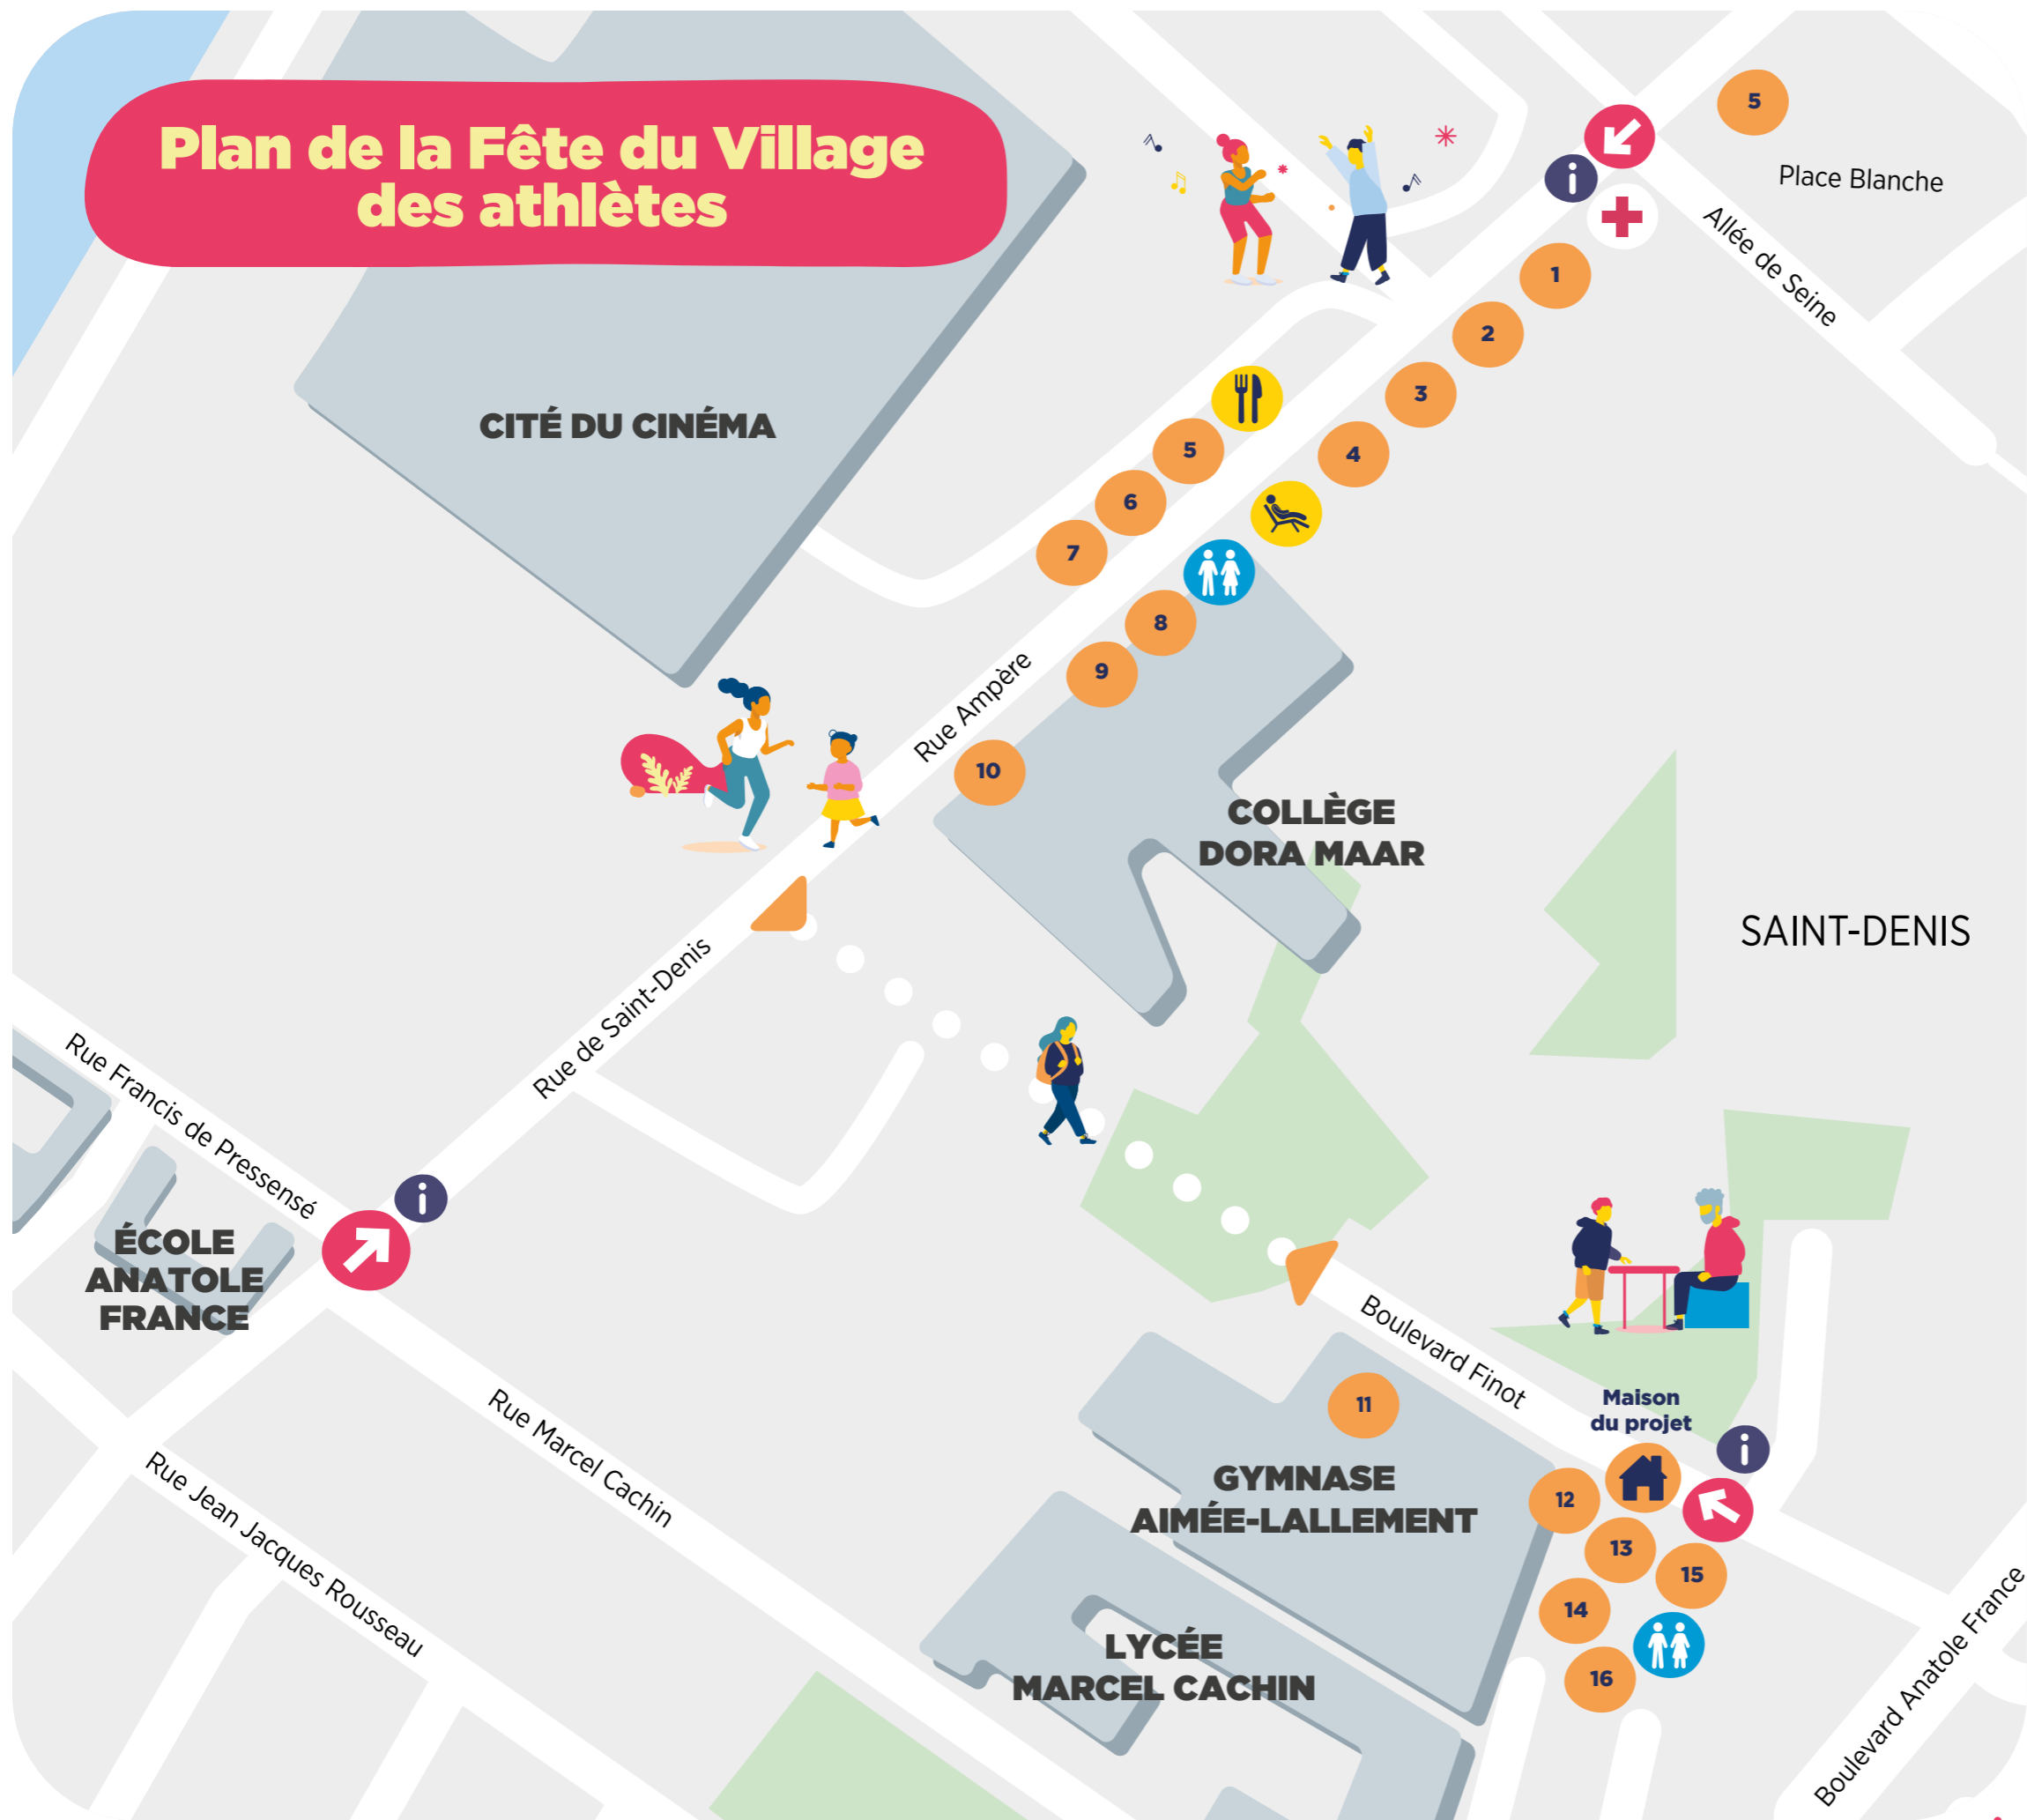 Plan de la Fête du Village
des athlètes
5
Place Blanche
i
Allée de Seine
1
2
3
CITÉ DU CINÉMA
5
4
6
7
8
9
Rue Ampère
10
COLLÈGE
DORA MAAR
SAINT-DENIS
Rue de Saint-Denis
Rue Francis de Pressensé
i
ÉCOLE
ANATOLE
FRANCE
Boulevard Finot
Maison
du projet
11
i
Rue Marcel Cachin
GYMNASE
AIMÉE-LALLEMENT
12
13
15
Rue Jean Jacques Rousseau
14
LYCÉE
MARCEL CACHIN
16
Boulevard Anatole France